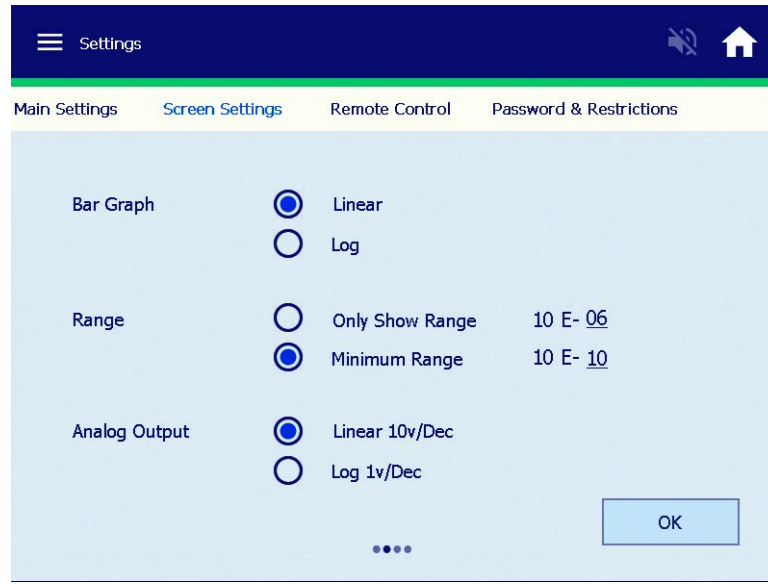 Settings
Main Settings Screen Settings Remote Control Password & Restrictions
Bar Graph Linear
Log
Range Only Show Range 10 E- 06
Minimum Range 10 E- 10
Analog Output Linear 10v/Dec
Log 1v/Dec
OK